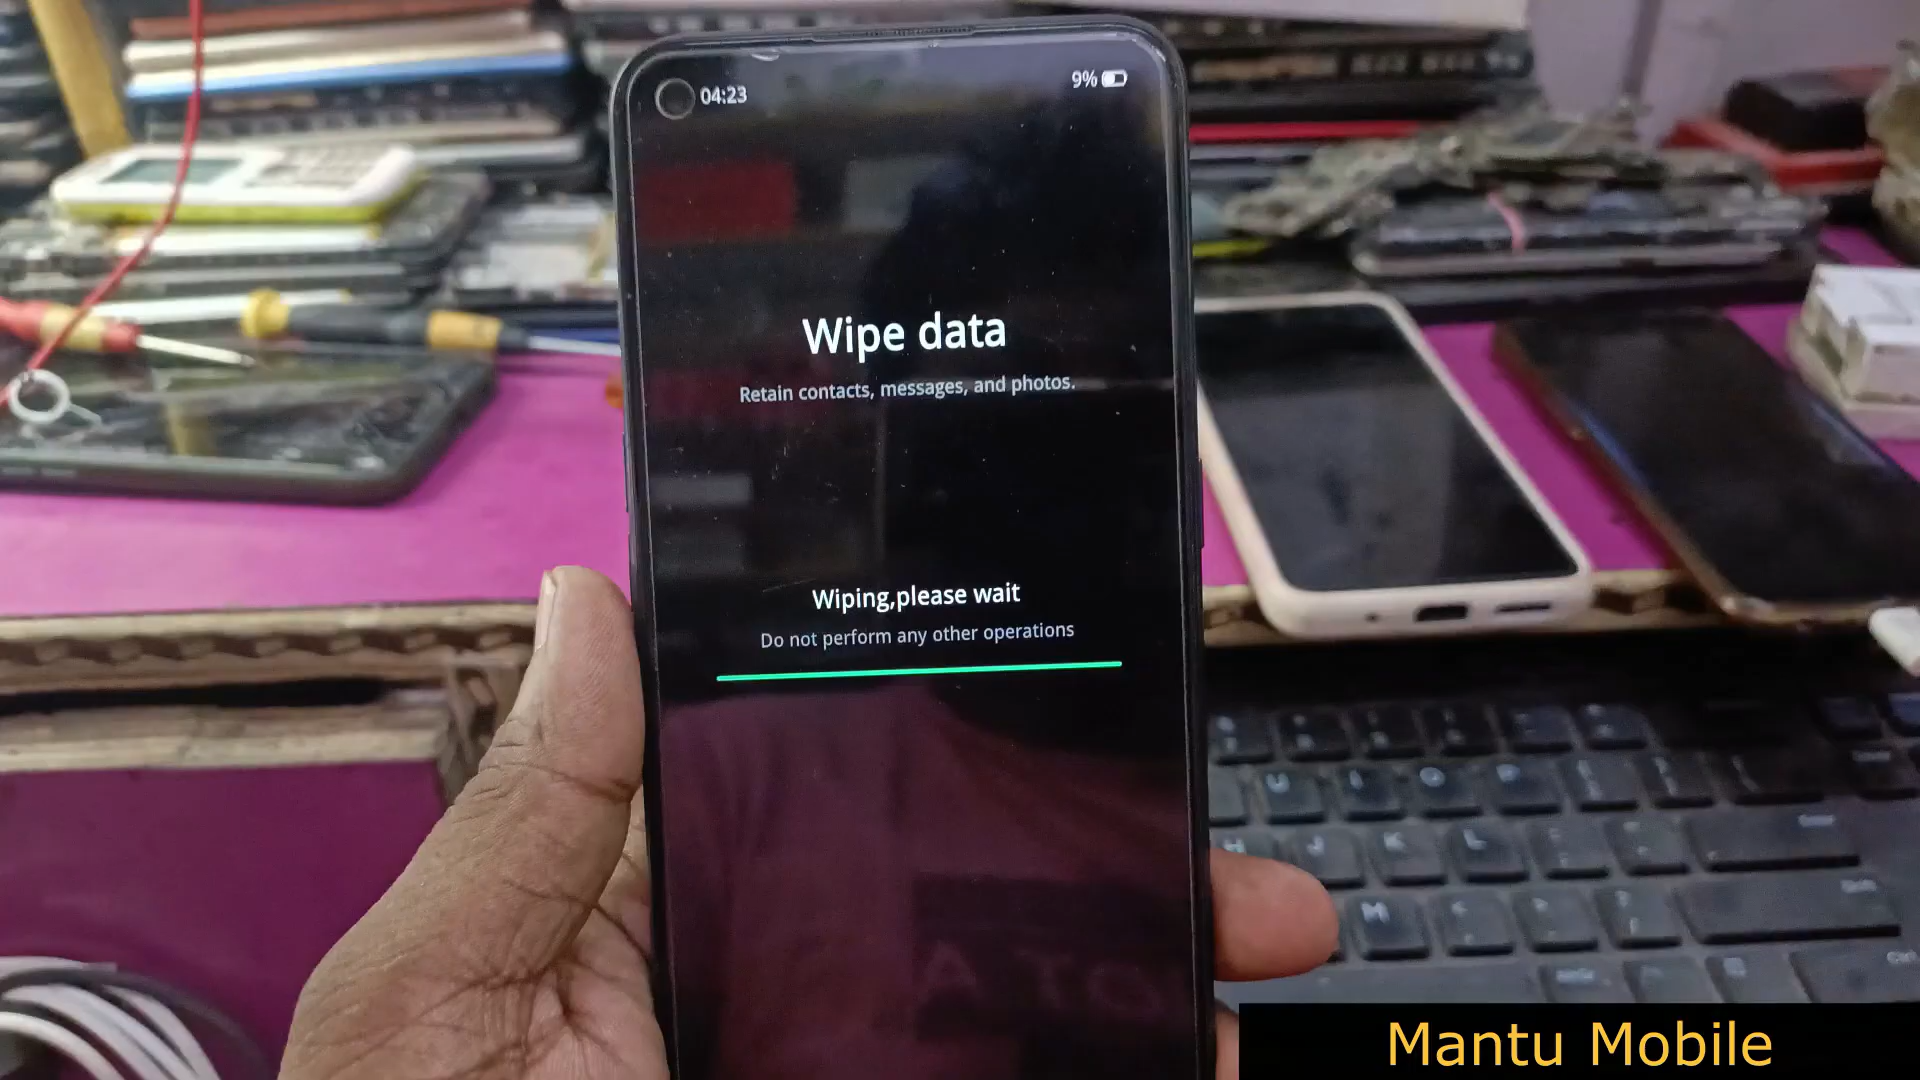 04:23
9%
Wipe data
Retain contacts, messages, and photos.
Wiping,please wait
Do not perform any other operations
U I O P
H J K L
M
Mantu Mobile